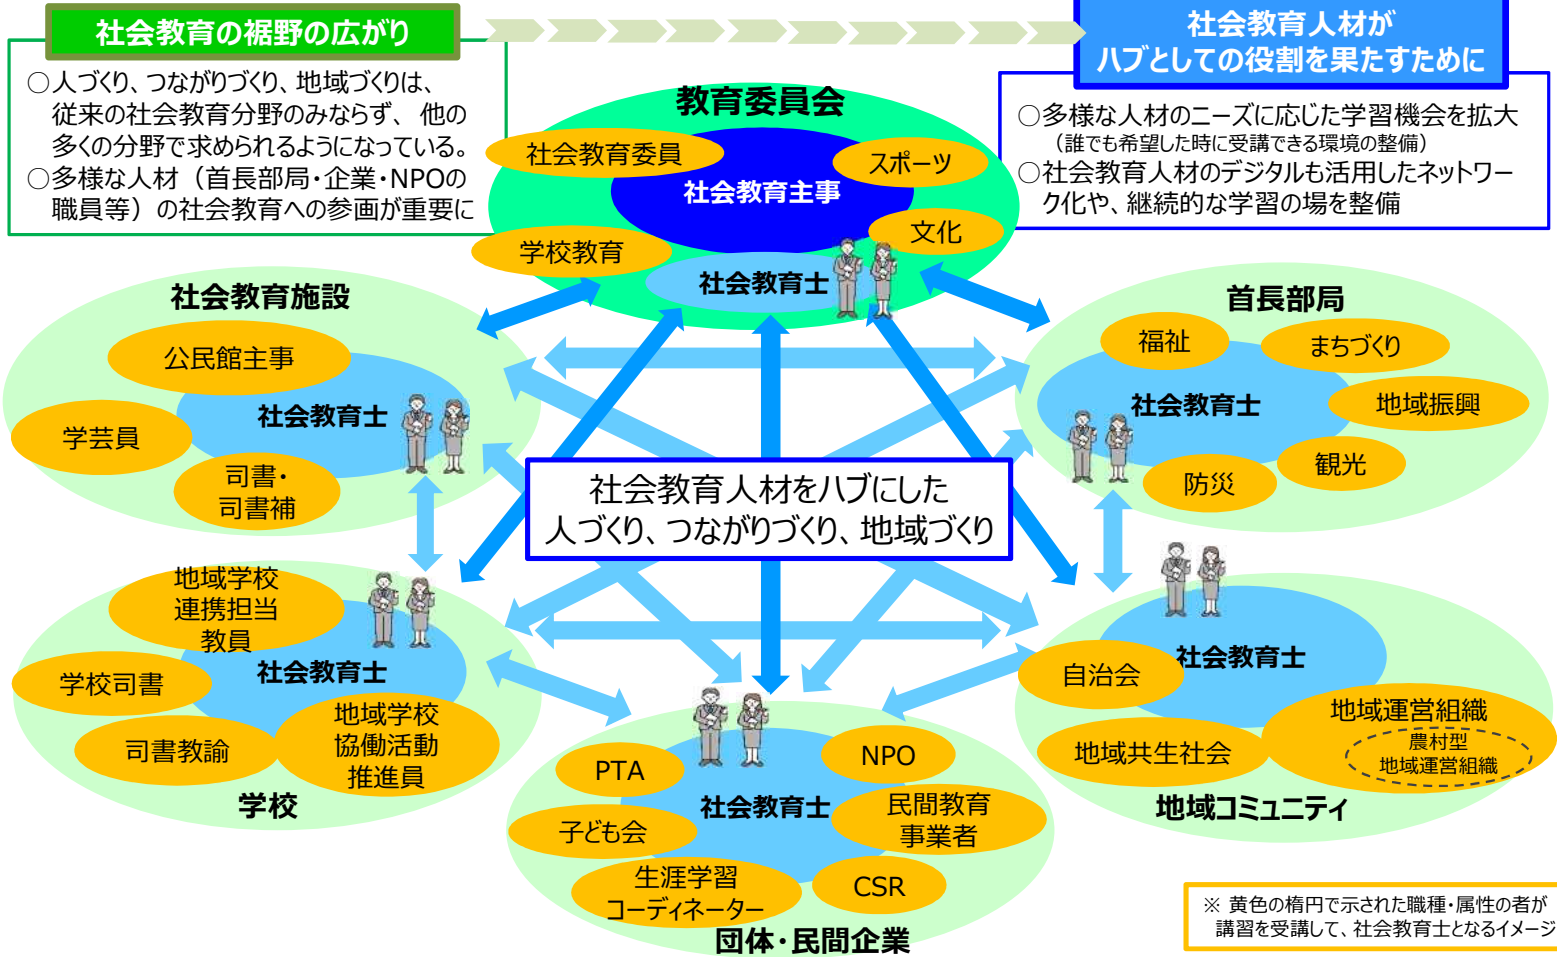 社会教育の裾野の広がり
○人づくり、つながりづくり、地域づくりは、
従来の社会教育分野のみならず、他の
多くの分野で求められるようになっている。
○多様な人材（首長部局・企業・NPOの
職員等）の社会教育への参画が重要に
社会教育人材が
ハブとしての役割を果たすために
○多様な人材のニーズに応じた学習機会を拡大
（誰でも希望した時に受講できる環境の整備）
○社会教育人材のデジタルも活用したネットワー
ク化や、継続的な学習の場を整備
教育委員会
社会教育委員
スポーツ
社会教育主事
学校教育
文化
社会教育士
社会教育施設
公民館主事
社会教育士
学芸員
司書・
司書補
首長部局
福祉
まちづくり
社会教育士
地域振興
観光
防災
社会教育人材をハブにした
人づくり、つながりづくり、地域づくり
地域学校
連携担当
教員
社会教育士
学校司書
司書教諭
地域学校
協働活動
推進員
学校
社会教育士
自治会
地域運営組織
農村型
地域運営組織
地域共生社会
地域コミュニティ
PTA
NPO
社会教育士
子ども会
民間教育
事業者
生涯学習
コーディネーター
CSR
団体・民間企業
※ 黄色の楕円で示された職種・属性の者が
講習を受講して、社会教育士となるイメージ